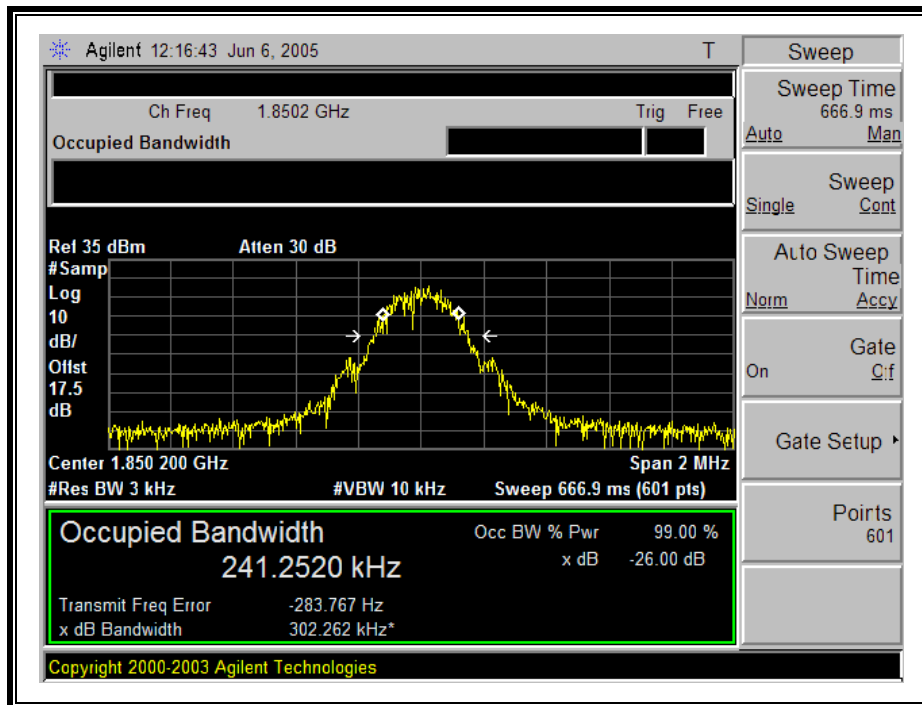 Agilent 12:16:43 Jun 6, 2005 T
Ch Freq 1.8502 GHz Trig Free
Occupied Bandwidth
Ref 35 dBm Atten 30 dB
#Samp
Log
10
dB/
Offst
17.5
dB
Center 1.850 200 GHz Span 2 MHz
#Res BW 3 kHz #VBW 10 kHz Sweep 666.9 ms (601 pts)
Occupied Bandwidth
241.2520 kHz
Occ BW % Pwr 99.00 %
x dB -26.00 dB
Transmit Freq Error -283.767 Hz
x dB Bandwidth 302.262 kHz*
Copyright 2000-2003 Agilent Technologies
Sweep
Sweep Time
666.9 ms
Auto Man
Sweep
Single Cont
Auto Sweep
Time
Norm Accy
Gate
On Off
Gate Setup
Points
601